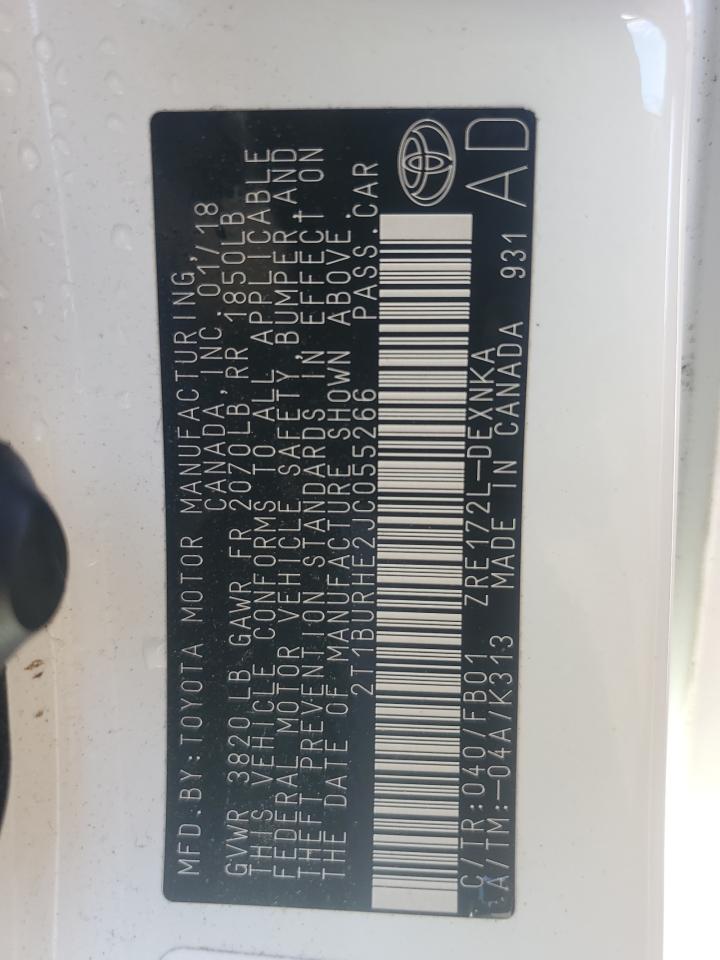 MFD.BY:TOYOTA MOTOR MANUFACTURING,
CANADA, INC. 01/18
GVWR 3820LB GAWR FR 2070LB, RR 1850LB
THIS VEHICLE CONFORMS TO ALL APPLICABLE
FEDERAL MOTOR VEHICLE SAFETY, BUMPER AND
THEFT PREVENTION STANDARDS IN EFFECT ON
THE DATE OF MANUFACTURE SHOWN ABOVE.
2T1BURHE2JC055266 PASS.CAR
C/TR:040/FB01 ZRE172L-DEXNKA
A/TM:-04A/K313 MADE IN CANADA 931
AD